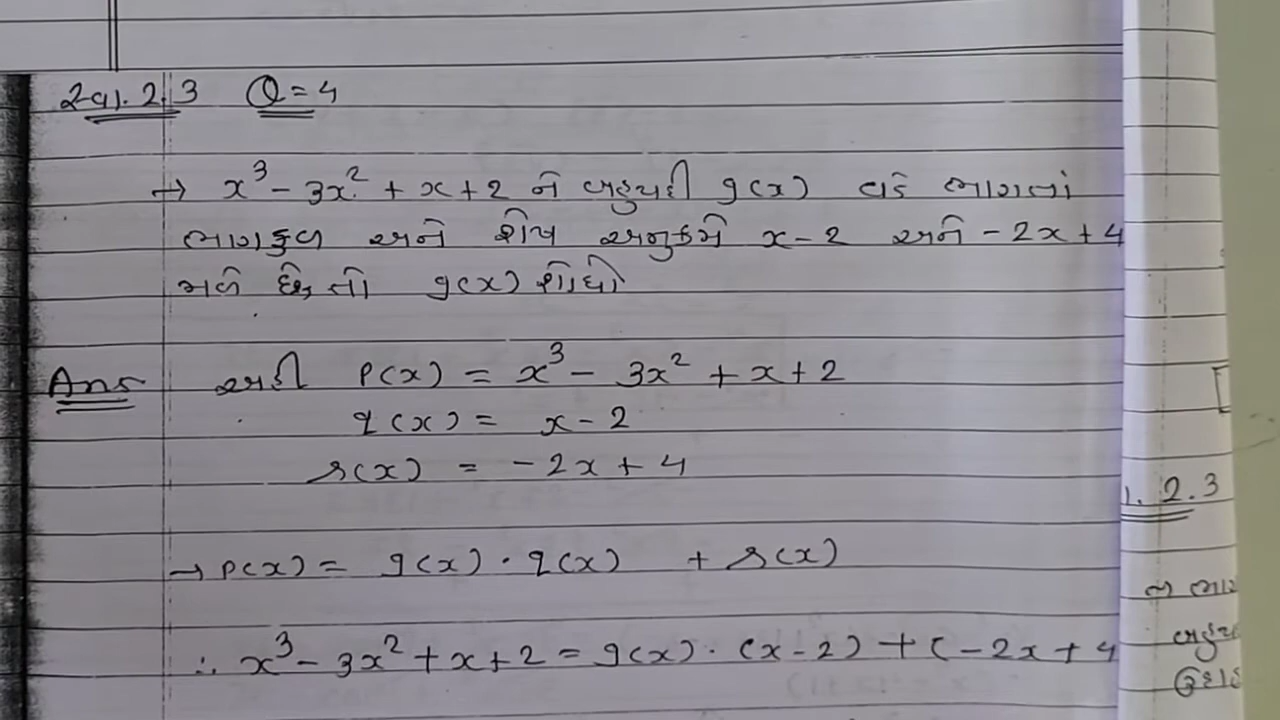 સ્વા. 2.3 Q=4
→ x³ - 3x² + x + 2 ને બહુપદી g(x) વડે ભાગતાં
ભાગફળ અને શેષ અનુક્રમે x - 2 અને - 2x + 4
મળે છે, તો g(x) શોધો
Ans અહી P(x) = x³ - 3x² + x + 2
q(x) = x - 2
r(x) = - 2x + 4
→ P(x) = g(x) · q(x) + r(x)
∴ x³ - 3x² + x + 2 = g(x) · (x - 2) + (- 2x + 4
1. 2.3